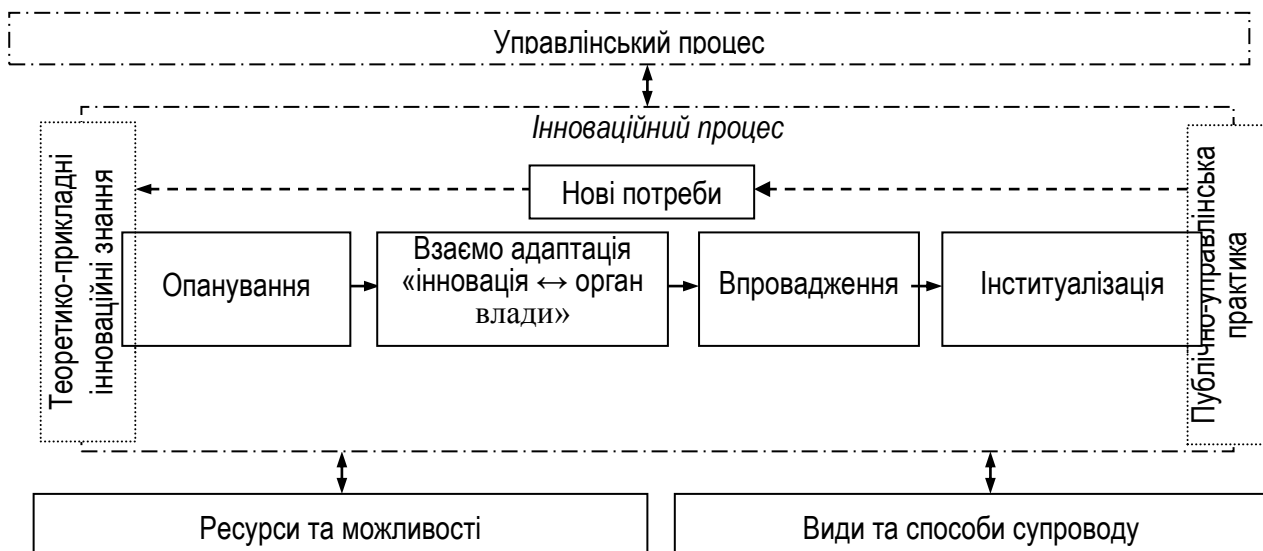 Управлінський процес
Інноваційний процес
Теоретико-прикладні
інноваційні знання
Нові потреби
Опанування
Взаємо адаптація
«інновація ↔ орган
влади»
Впровадження
Інституалізація
Публічно-управлінська
практика
Ресурси та можливості
Види та способи супроводу